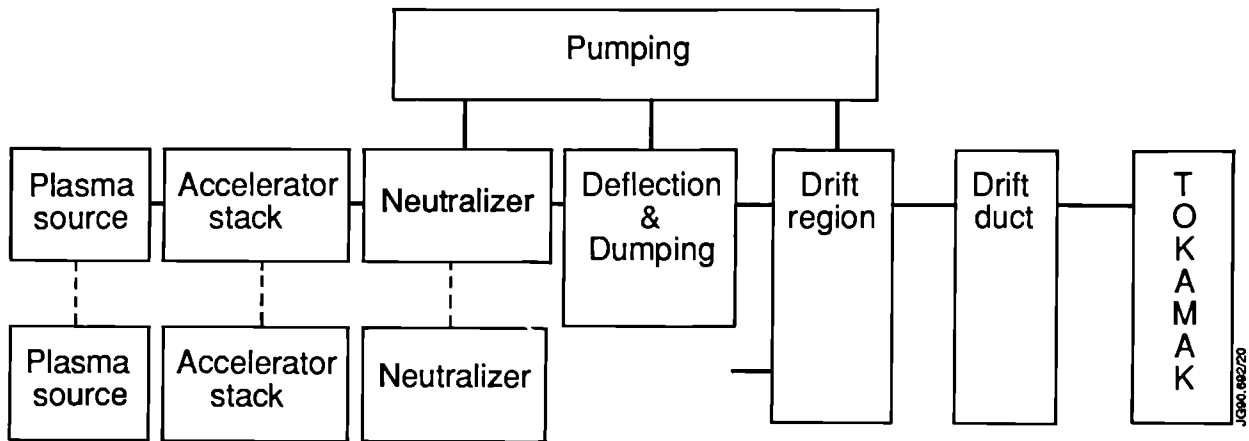 Pumping
Plasma
source
Accelerator
stack
Neutralizer
Deflection
&
Dumping
Drift
region
Drift
duct
T
O
K
A
M
A
K
Plasma
source
Accelerator
stack
Neutralizer
JG90.692/20